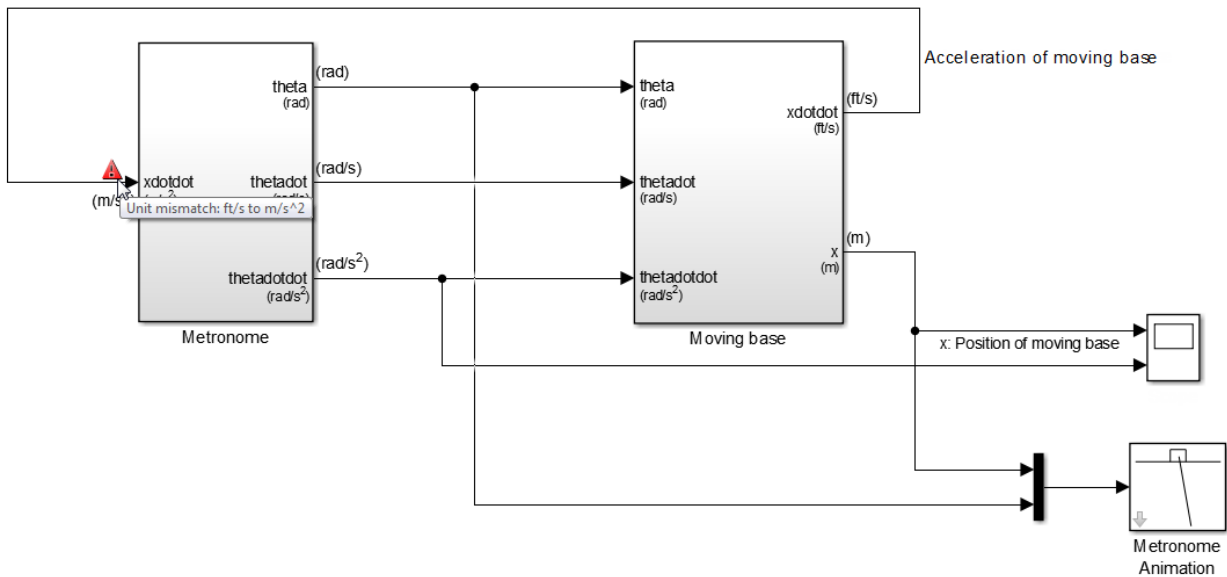 Acceleration of moving base
theta
(rad)
(rad)
theta
(rad)
xdotdot
(ft/s)
(ft/s)
xdotdot
thetadot
(rad/s)
thetadot
(rad/s)
Unit mismatch: ft/s to m/s^2
thetadotdot
(rad/s²)
(rad/s²)
thetadotdot
(rad/s²)
x
(m)
(m)
Metronome
Moving base
x: Position of moving base
Metronome
Animation